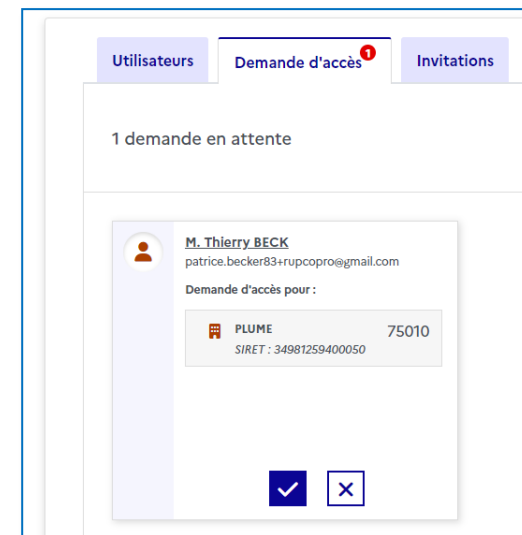 Utilisateurs
Demande d'accès
1
Invitations
1 demande en attente
M. Thierry BECK
patrice.becker83+rupcopro@gmail.com
Demande d'accès pour :
PLUME 75010
SIRET : 34981259400050